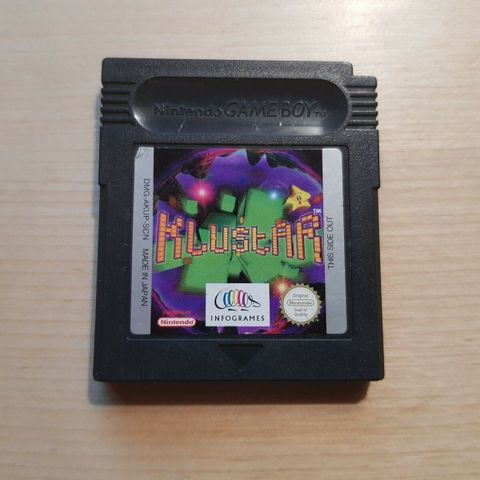 Nintendo GAME BOY TM
DMG-AKUP-SCN MADE IN JAPAN
KLUSTAR TM
THIS SIDE OUT
INFOGRAMES
Nintendo
Original
Nintendo
Seal of
Quality